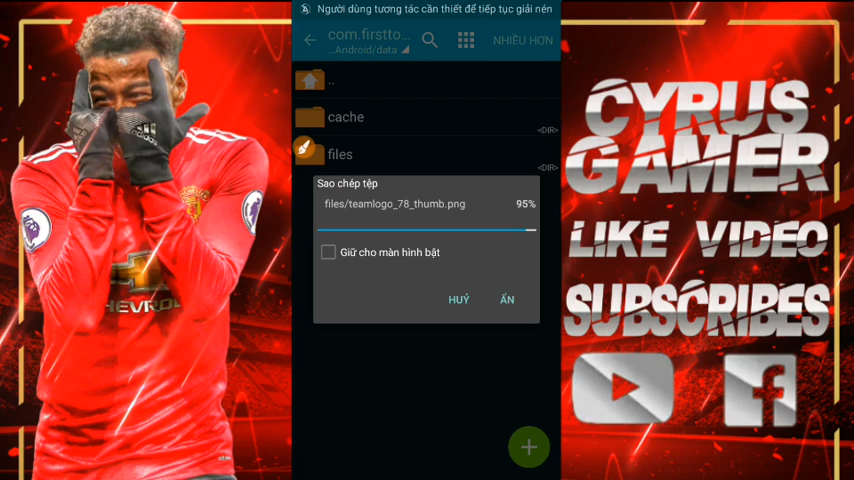 Người dùng tương tác cần thiết để tiếp tục giải nén
com.firstto...
...Android/data
NHIỀU HƠN
..
cache
<DIR>
files
<DIR>
Sao chép tệp
files/teamlogo_78_thumb.png
95%
Giữ cho màn hình bật
HUỶ
ẨN
CYRUS
GAMER
LIKE VIDEO
SUBSCRIBES
adidas
CHEVROLET